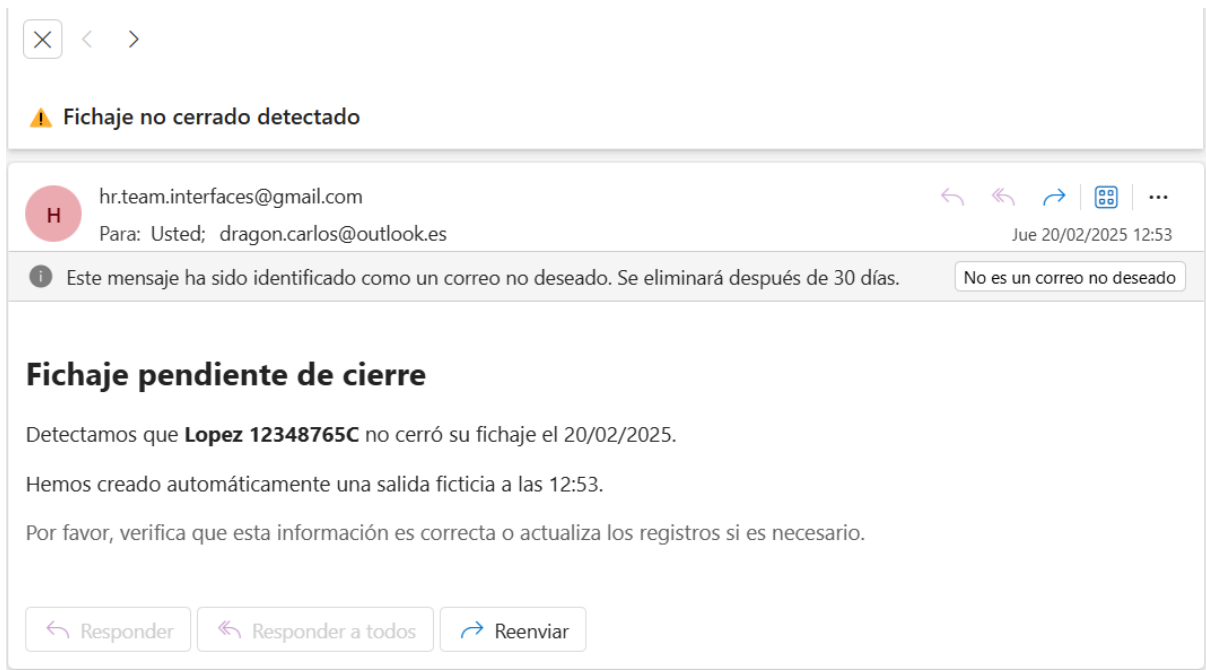 Fichaje no cerrado detectado
H
hr.team.interfaces@gmail.com
Para: Usted; dragon.carlos@outlook.es
Jue 20/02/2025 12:53
Este mensaje ha sido identificado como un correo no deseado. Se eliminará después de 30 días.
No es un correo no deseado
Fichaje pendiente de cierre
Detectamos que Lopez 12348765C no cerró su fichaje el 20/02/2025.
Hemos creado automáticamente una salida ficticia a las 12:53.
Por favor, verifica que esta información es correcta o actualiza los registros si es necesario.
Responder
Responder a todos
Reenviar